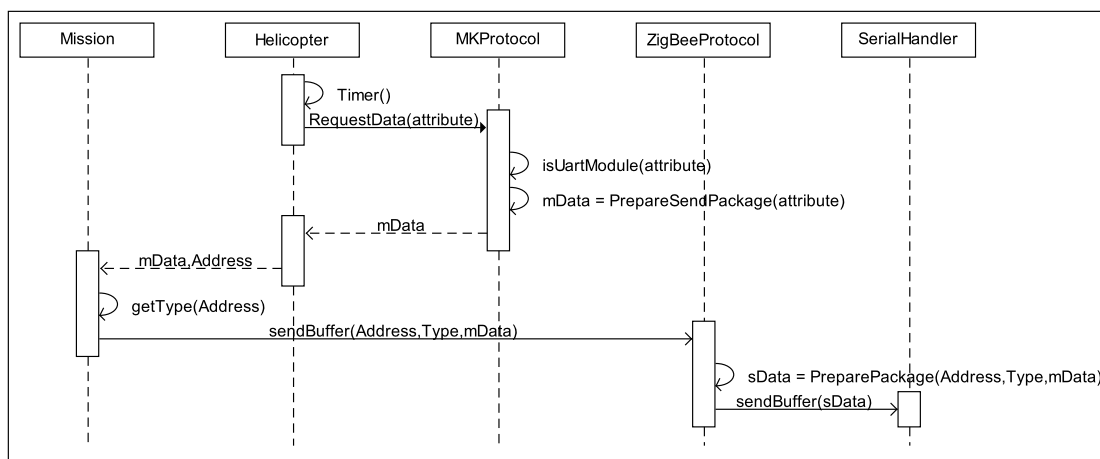 Mission
Helicopter
MKProtocol
ZigBeeProtocol
SerialHandler
Timer()
RequestData(attribute)
isUartModule(attribute)
mData = PrepareSendPackage(attribute)
mData
mData,Address
getType(Address)
sendBuffer(Address,Type,mData)
sData = PreparePackage(Address,Type,mData)
sendBuffer(sData)